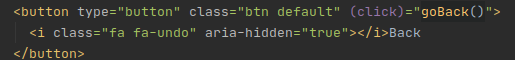 <button type="button" class="btn default" (click)="goBack()">
<i class="fa fa-undo" aria-hidden="true"></i>Back
</button>